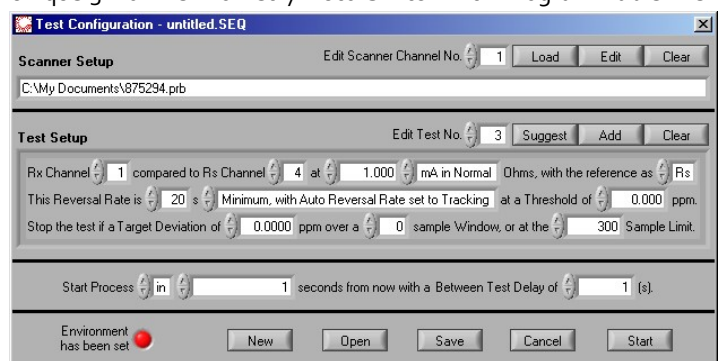 Test Configuration - untitled.SEQ
Scanner Setup Edit Scanner Channel No. 1 Load Edit Clear
C:\My Documents\875294.prb
Test Setup Edit Test No. 3 Suggest Add Clear
Rx Channel 1 compared to Rs Channel 4 at 1.000 mA in Normal Ohms, with the reference as Rs
This Reversal Rate is 20 s Minimum, with Auto Reversal Rate set to Tracking at a Threshold of 0.000 ppm.
Stop the test if a Target Deviation of 0.0000 ppm over a 0 sample Window, or at the 300 Sample Limit.
Start Process in 1 seconds from now with a Between Test Delay of 1 (s).
Environment
has been set New Open Save Cancel Start